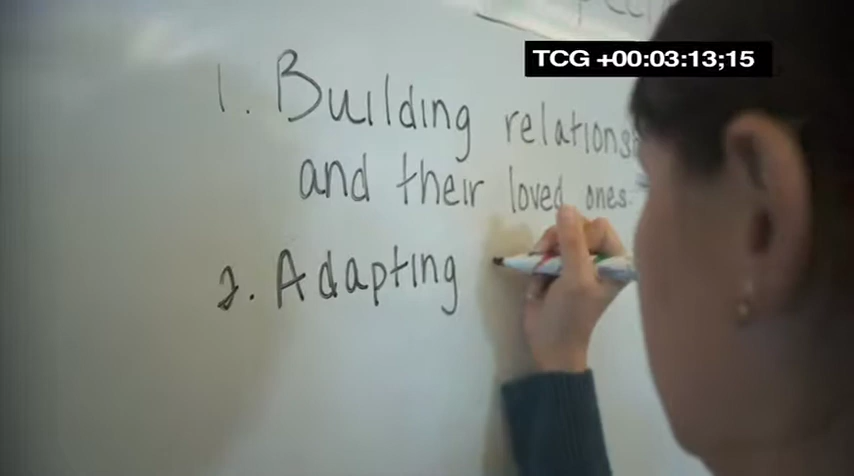 TCG +00:03:13;15
1. Building
and their loved ones.
2. Adapting